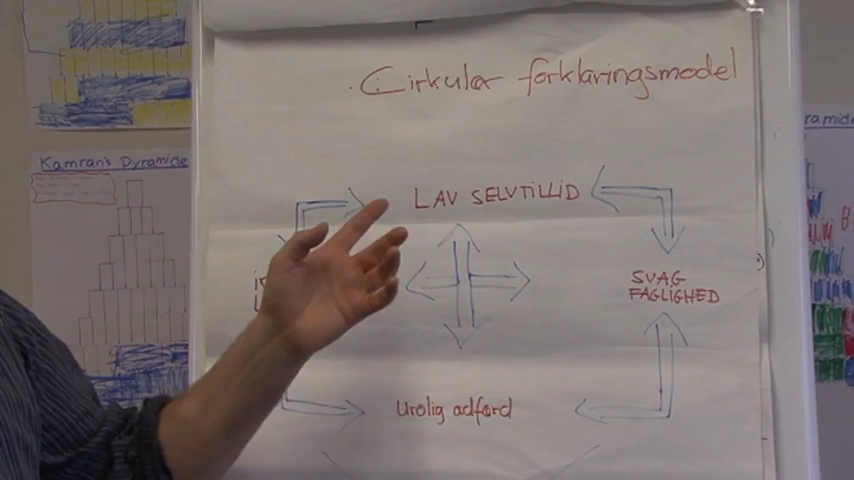 Cirkulær forklaringsmodel
Kamran's Pyramide
LAV SELVTILLID
SVAG
FAGLIGHED
Urolig adfærd